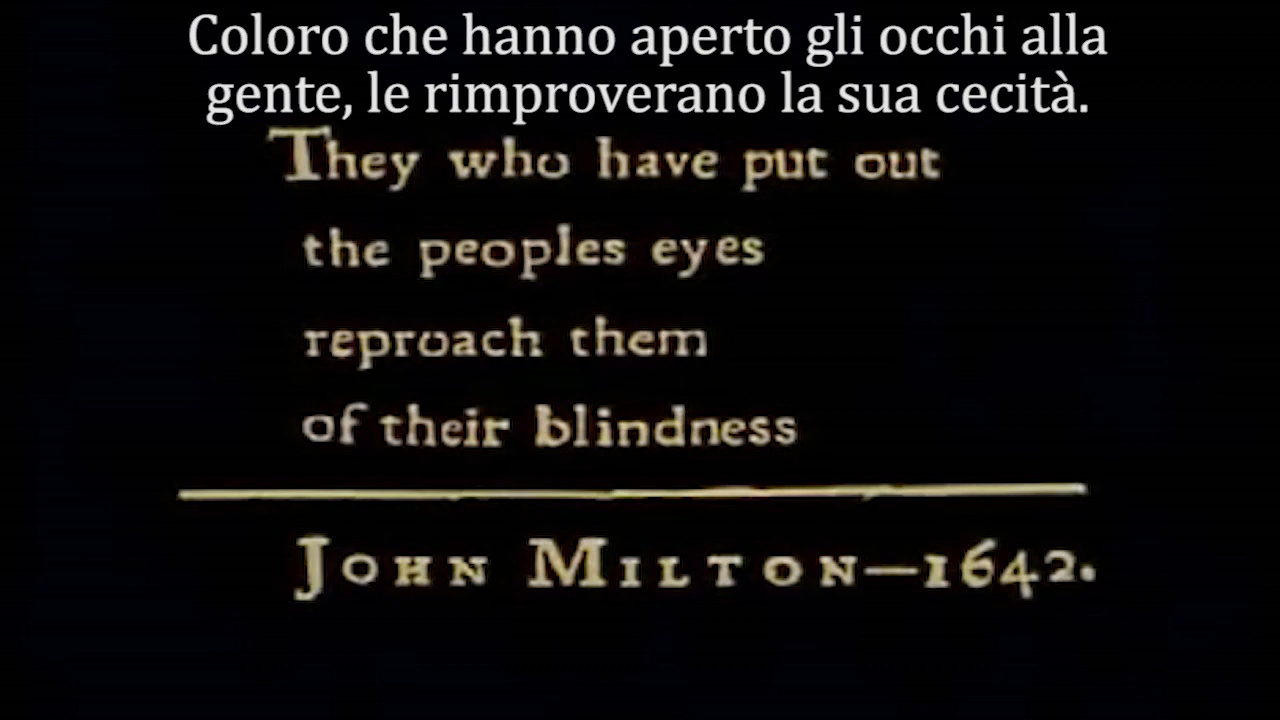 Coloro che hanno aperto gli occhi alla
gente, le rimproverano la sua cecità.
They who have put out
the peoples eyes
reproach them
of their blindness
JOHN MILTON—1642.